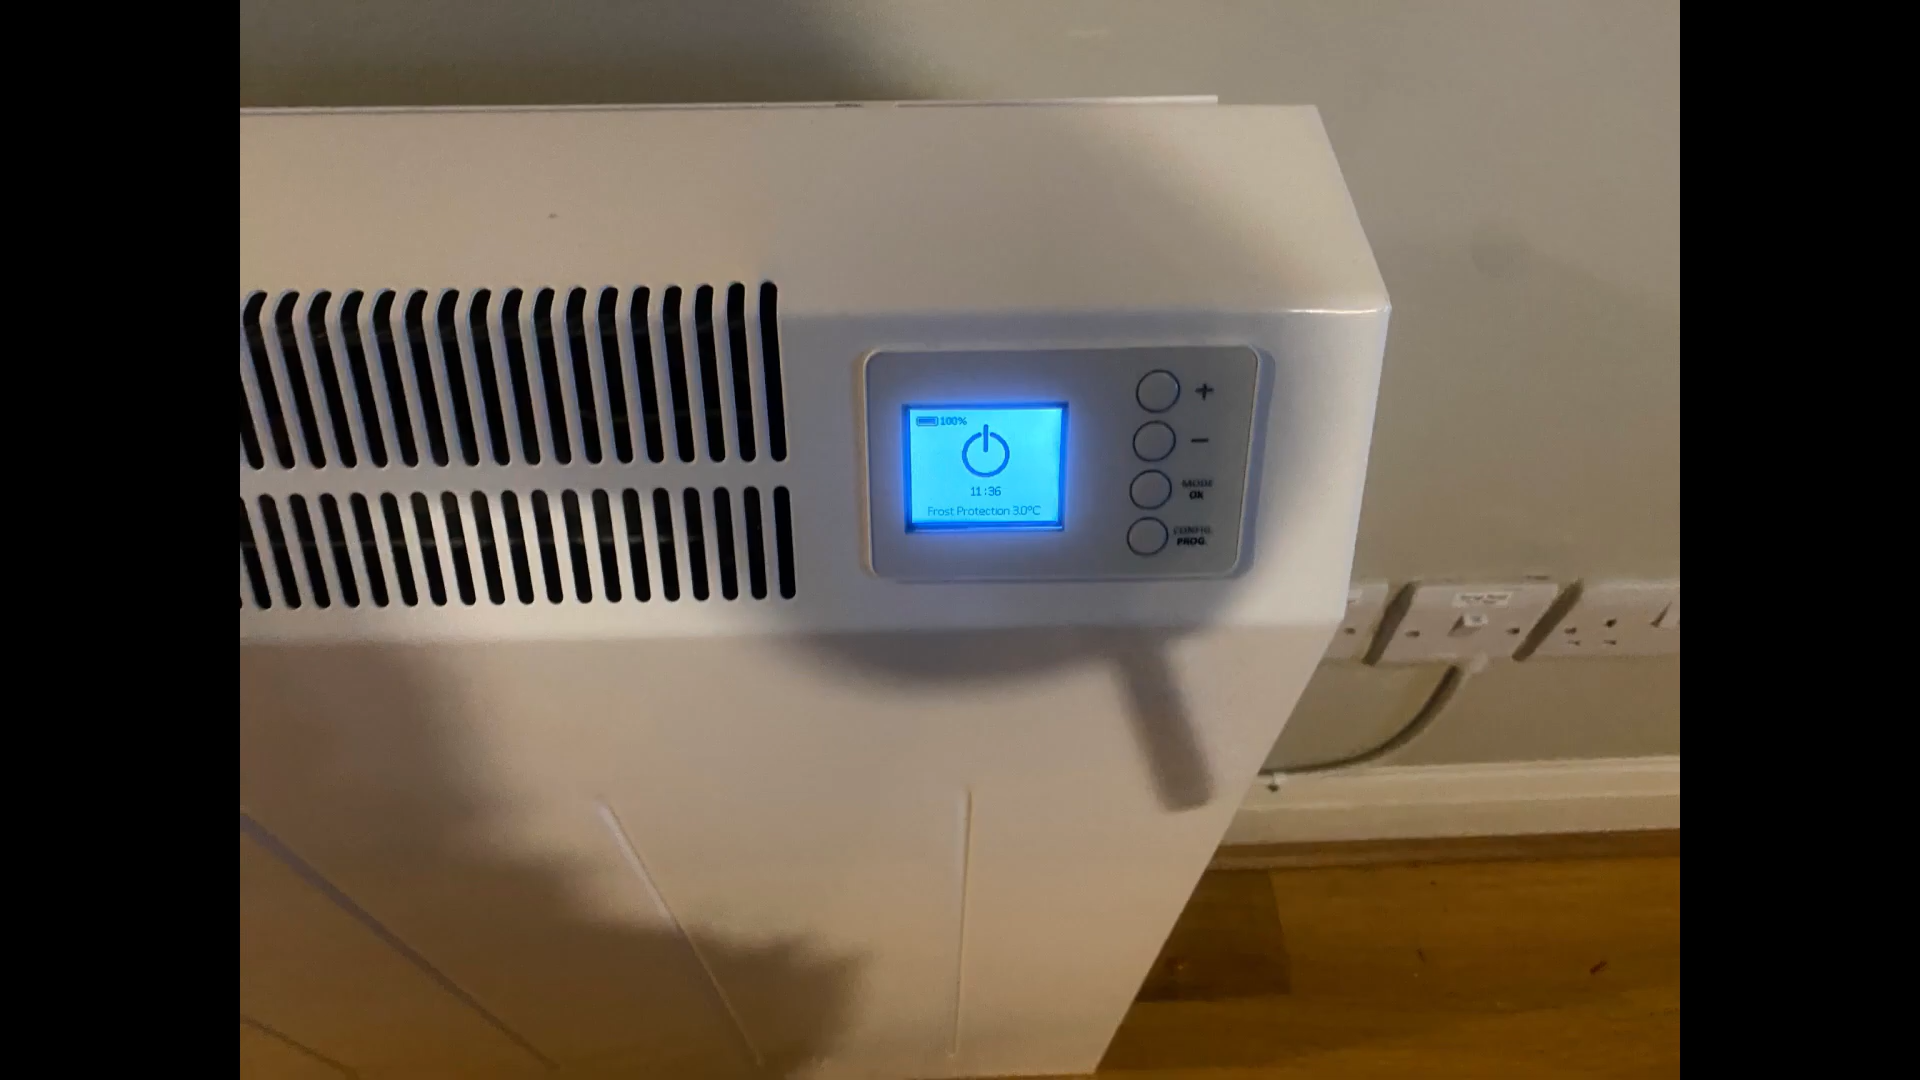 100%
11:36
Frost Protection 3.0°C
+
−
MODE
Ok
CONFIG.
PROG.